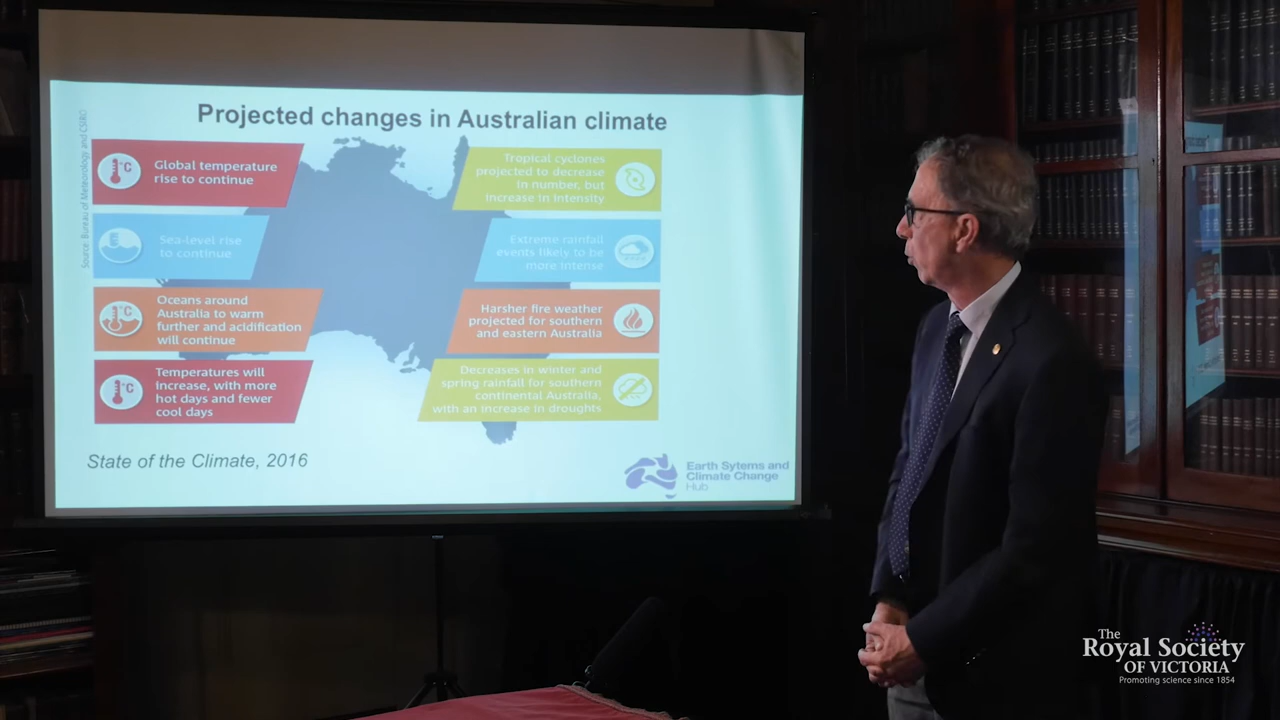 Projected changes in Australian climate
Source: Bureau of Meteorology and CSIRO
°C
Global temperature
rise to continue
Sea-level rise
to continue
°C
Oceans around
Australia to warm
further and acidification
will continue
°C
Temperatures will
increase, with more
hot days and fewer
cool days
Tropical cyclones
projected to decrease
in number, but
increase in intensity
Extreme rainfall
events likely to be
more intense
Harsher fire weather
projected for southern
and eastern Australia
Decreases in winter and
spring rainfall for southern
continental Australia,
with an increase in droughts
State of the Climate, 2016
Earth Sytems and
Climate Change
Hub
The
Royal Society
OF VICTORIA
Promoting science since 1854